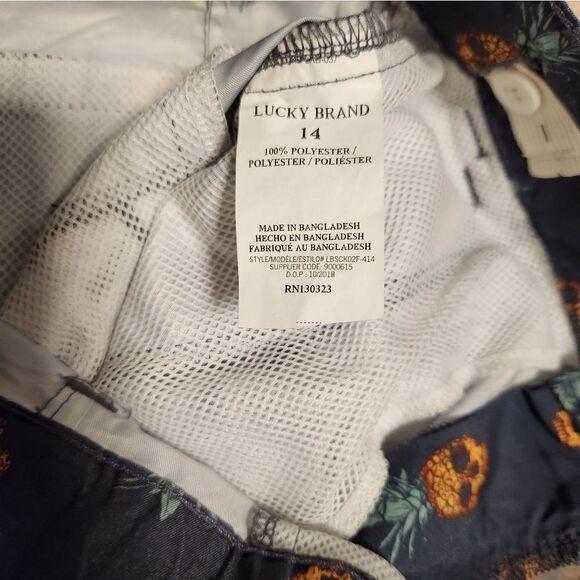 LUCKY BRAND
14
100% POLYESTER /
POLYESTER / POLIÉSTER
MADE IN BANGLADESH
HECHO EN BANGLADESH
FABRIQUÉ AU BANGLADESH
STYLE/MODÈLE/ESTILO# LBSCK02F-414
SUPPLIER CODE: 9000615
D.O.P : 10/2018
RN130323